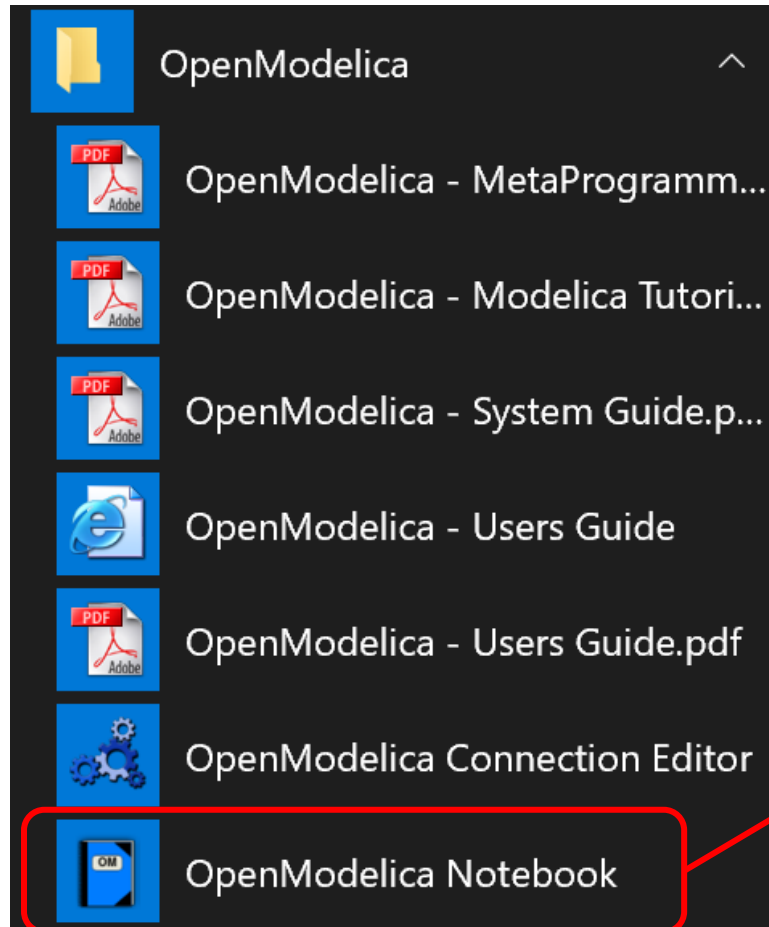 OpenModelica
PDF
Adobe
OpenModelica - MetaProgramm...
PDF
Adobe
OpenModelica - Modelica Tutori...
PDF
Adobe
OpenModelica - System Guide.p...
OpenModelica - Users Guide
PDF
Adobe
OpenModelica - Users Guide.pdf
OpenModelica Connection Editor
OM
OpenModelica Notebook